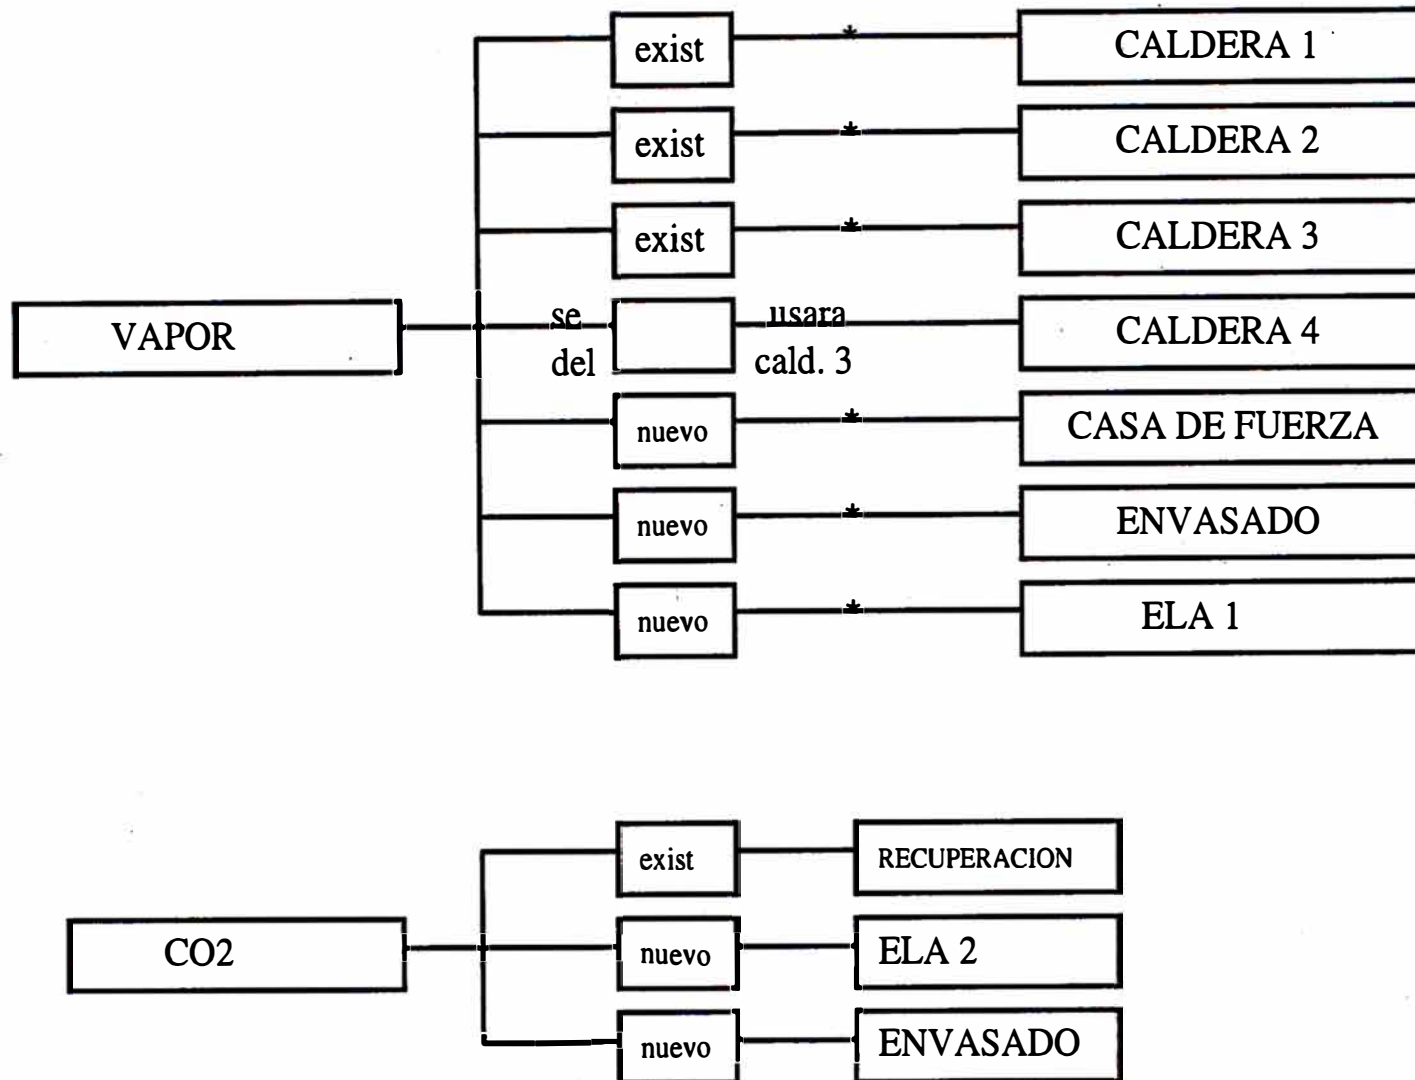 exist * CALDERA 1
exist * CALDERA 2
exist * CALDERA 3
VAPOR se usara CALDERA 4
del cald. 3
nuevo * CASA DE FUERZA
nuevo * ENVASADO
nuevo * ELA 1
exist RECUPERACION
CO2 nuevo ELA 2
nuevo ENVASADO